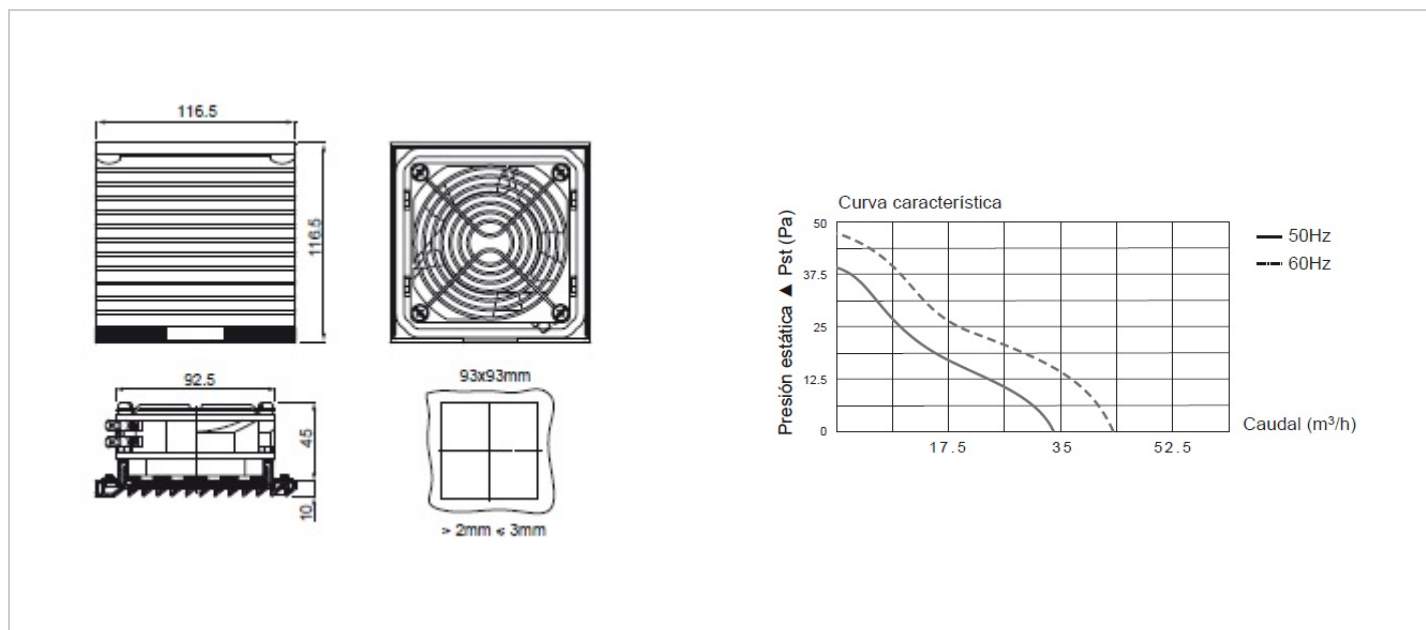 116.5
116.5
92.5
45
10
93x93mm
> 2mm ≤ 3mm
Curva característica
Presión estática ▲ Pst (Pa)
50
37.5
25
12.5
0
17.5
35
52.5
Caudal (m³/h)
50Hz
60Hz